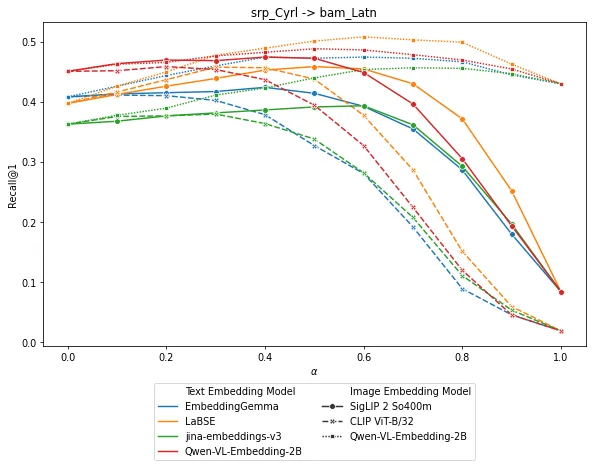 srp_Cyrl -> bam_Latn
Recall@1
0.5
0.4
0.3
0.2
0.1
0.0
0.0 0.2 0.4 0.6 0.8 1.0
α
Text Embedding Model Image Embedding Model
EmbeddingGemma SigLIP 2 So400m
LaBSE CLIP ViT-B/32
jina-embeddings-v3 Qwen-VL-Embedding-2B
Qwen-VL-Embedding-2B